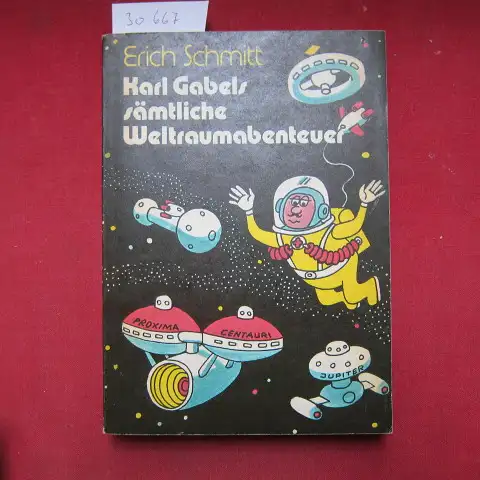 30 667
Erich Schmitt
Karl Gabels
sämtliche
Weltraumabenteuer
PROXIMA
CENTAURI
JUPITER